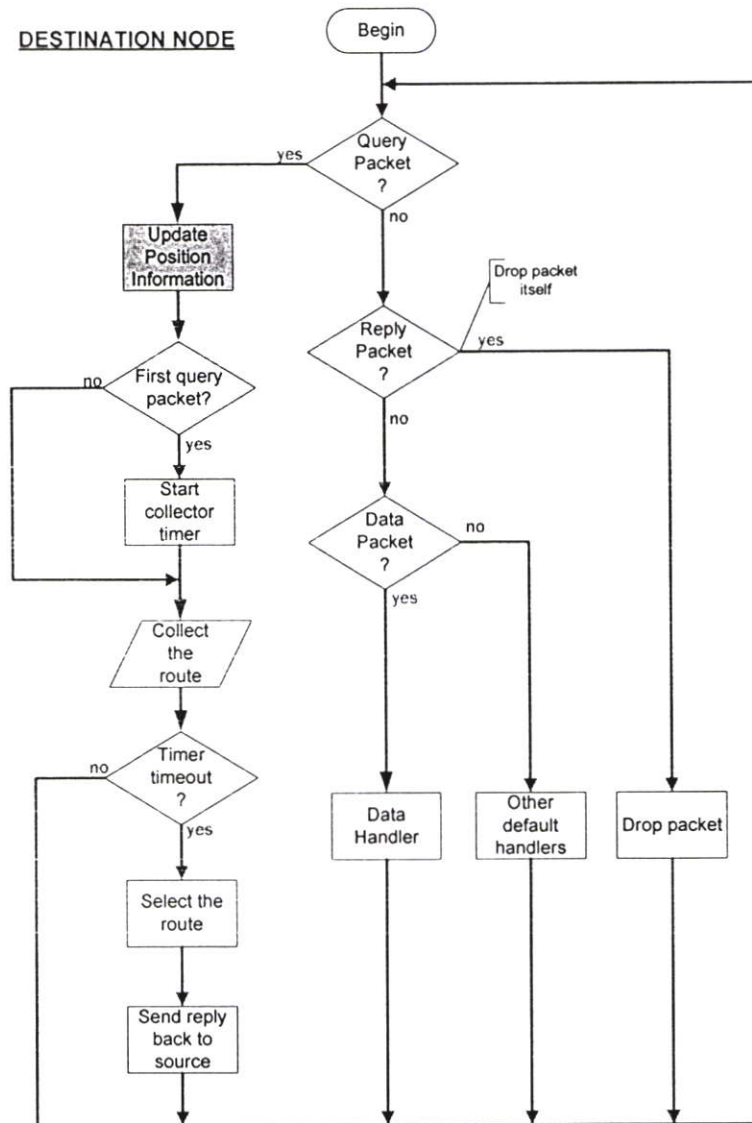 DESTINATION NODE
Begin
Query
Packet
?
yes
no
Update
Position
Information
Drop packet
itself
Reply
Packet
?
yes
no
First query
packet?
no
yes
Start
collector
timer
Data
Packet
?
no
yes
Collect
the
route
Timer
timeout
?
no
yes
Data
Handler
Other
default
handlers
Drop packet
Select the
route
Send reply
back to
source